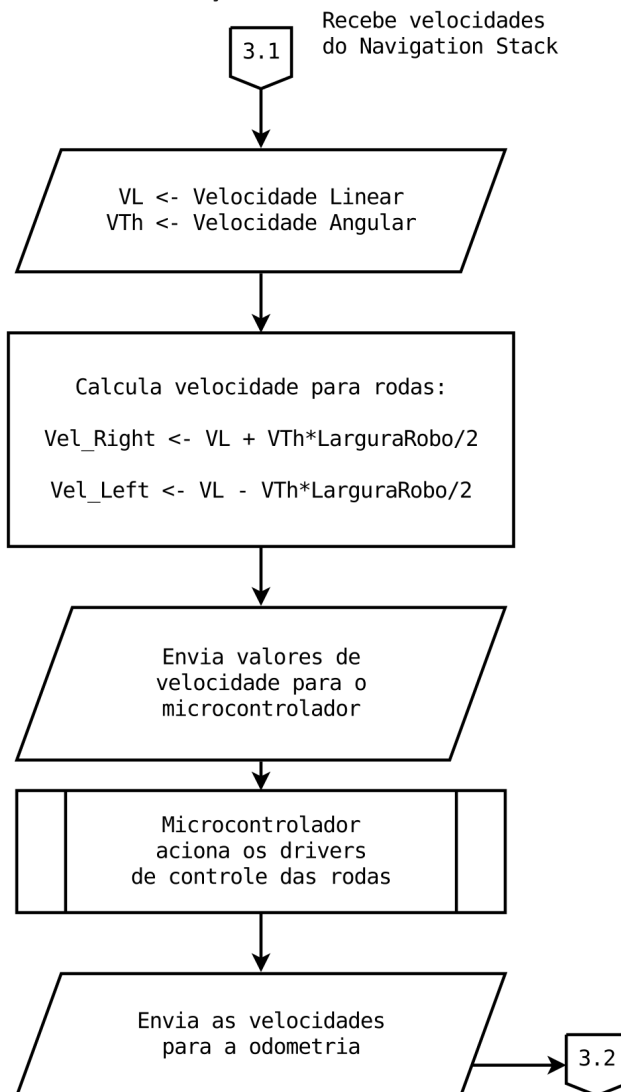 Recebe velocidades
do Navigation Stack
3.1
VL <- Velocidade Linear
VTh <- Velocidade Angular
Calcula velocidade para rodas:
Vel_Right <- VL + VTh*LarguraRobo/2
Vel_Left <- VL - VTh*LarguraRobo/2
Envia valores de
velocidade para o
microcontrolador
Microcontrolador
aciona os drivers
de controle das rodas
Envia as velocidades
para a odometria
3.2